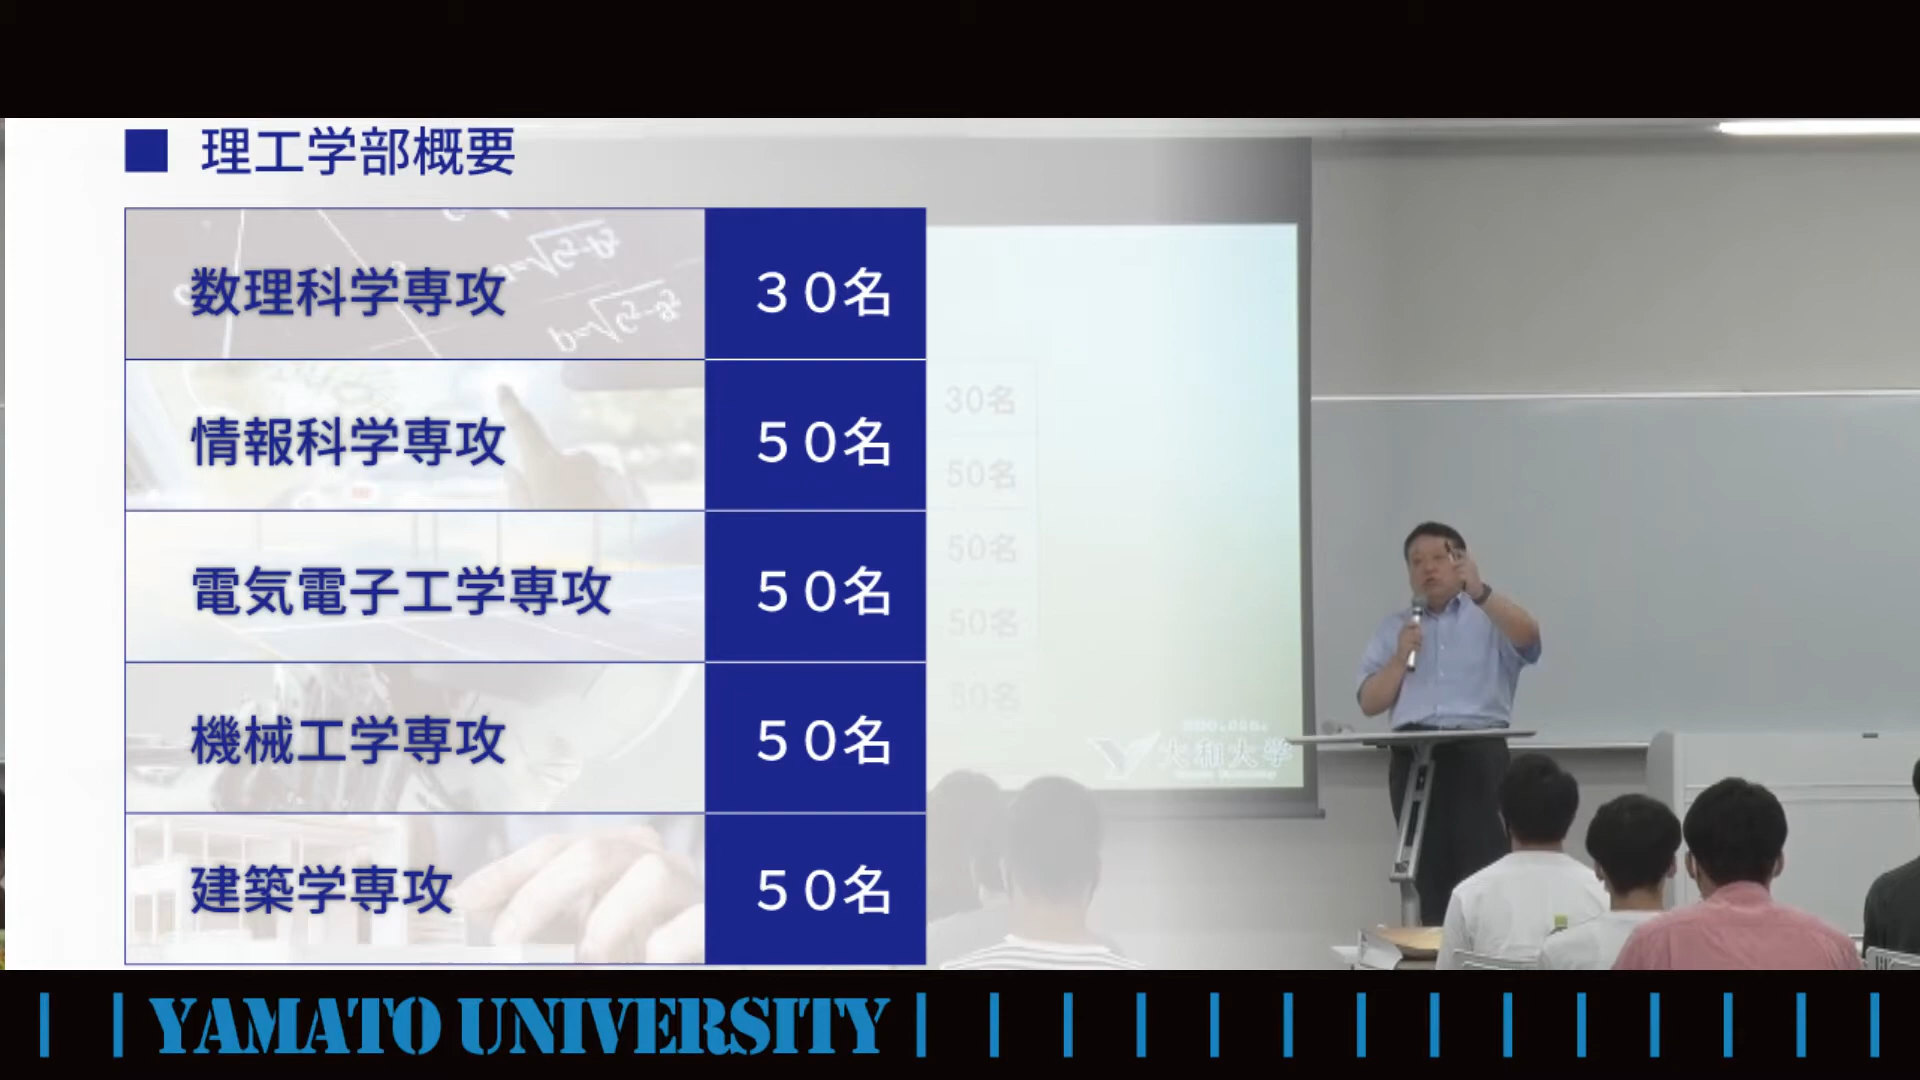 ■ 理工学部概要
数理科学専攻 30名
情報科学専攻 50名
電気電子工学専攻 50名
機械工学専攻 50名
建築学専攻 50名
30名
50名
50名
50名
50名
大和大学
YAMATO UNIVERSITY